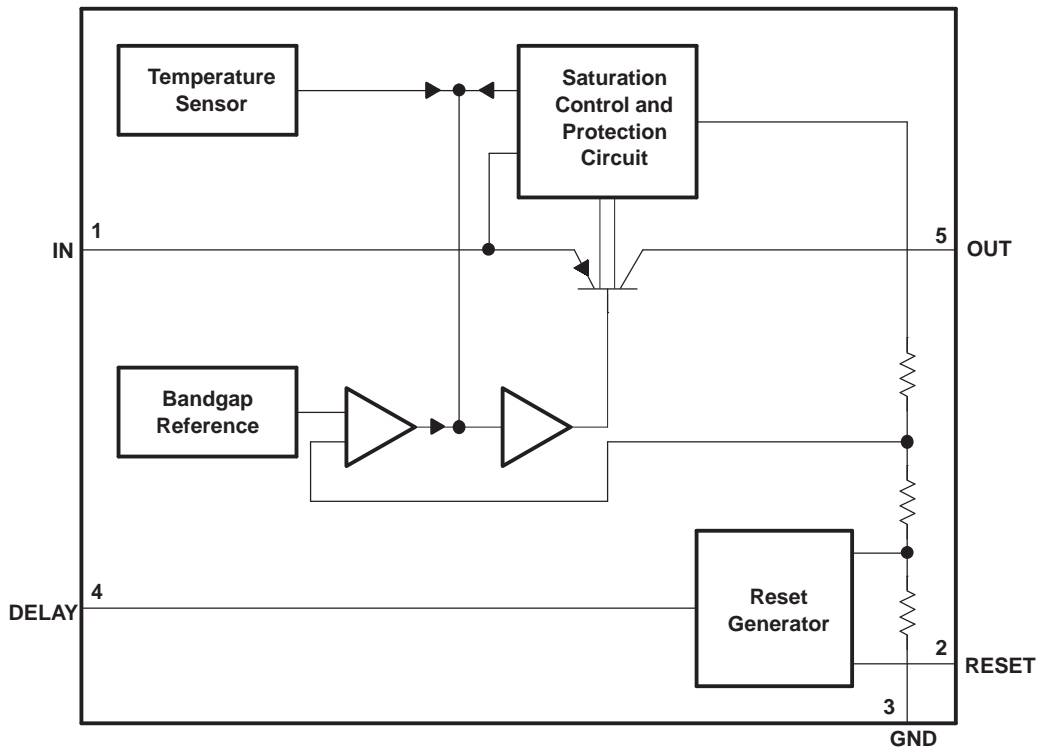 Temperature
Sensor
Saturation
Control and
Protection
Circuit
1
IN
5
OUT
Bandgap
Reference
4
DELAY
Reset
Generator
2
RESET
3
GND